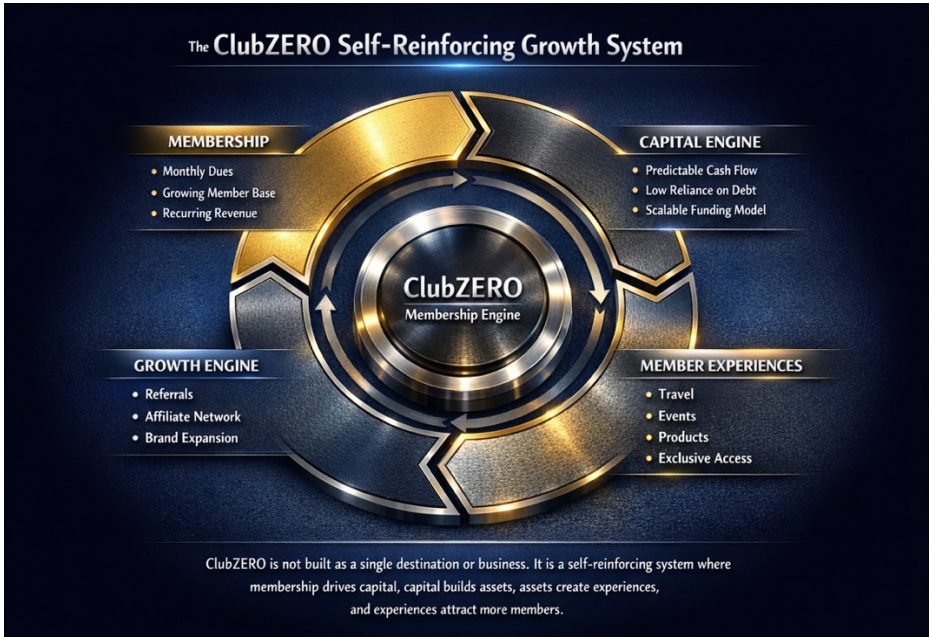 The ClubZERO Self-Reinforcing Growth System
MEMBERSHIP
• Monthly Dues
• Growing Member Base
• Recurring Revenue
CAPITAL ENGINE
• Predictable Cash Flow
• Low Reliance on Debt
• Scalable Funding Model
ClubZERO
Membership Engine
GROWTH ENGINE
• Referrals
• Affiliate Network
• Brand Expansion
MEMBER EXPERIENCES
• Travel
• Events
• Products
• Exclusive Access
ClubZERO is not built as a single destination or business. It is a self-reinforcing system where
membership drives capital, capital builds assets, assets create experiences,
and experiences attract more members.